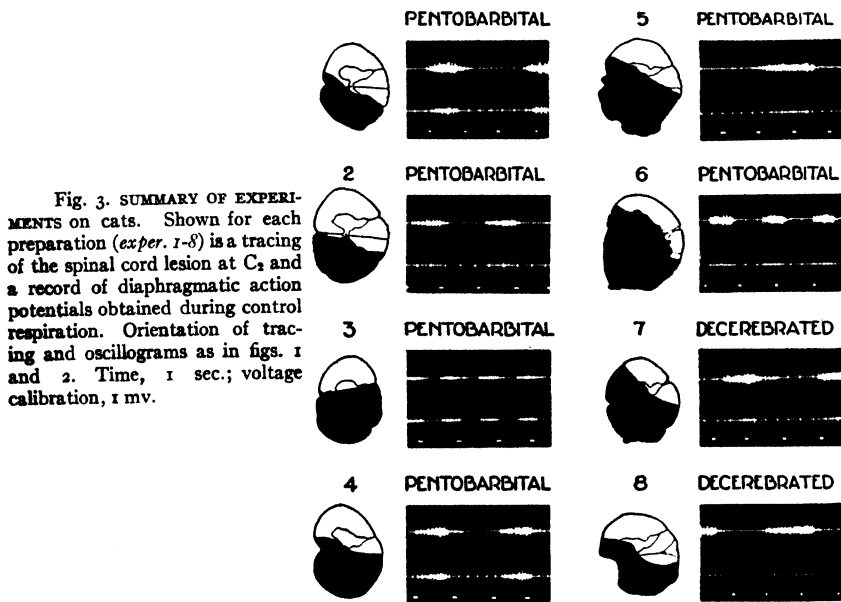 PENTOBARBITAL
5 PENTOBARBITAL
2 PENTOBARBITAL
6 PENTOBARBITAL
Fig. 3. SUMMARY OF EXPERI-
MENTS on cats. Shown for each
preparation (exper. 1-8) is a tracing
of the spinal cord lesion at C₂ and
a record of diaphragmatic action
potentials obtained during control
respiration. Orientation of trac-
ing and oscillograms as in figs. 1
and 2. Time, 1 sec.; voltage
calibration, 1 mv.
3 PENTOBARBITAL
7 DECEREBRATED
4 PENTOBARBITAL
8 DECEREBRATED